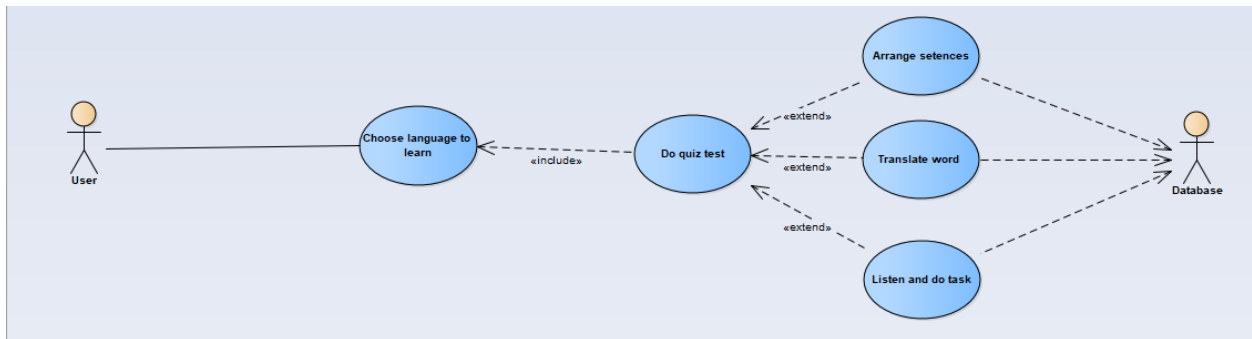 User
Choose language to
learn
«include»
Do quiz test
«extend»
«extend»
«extend»
Arrange setences
Translate word
Listen and do task
Database